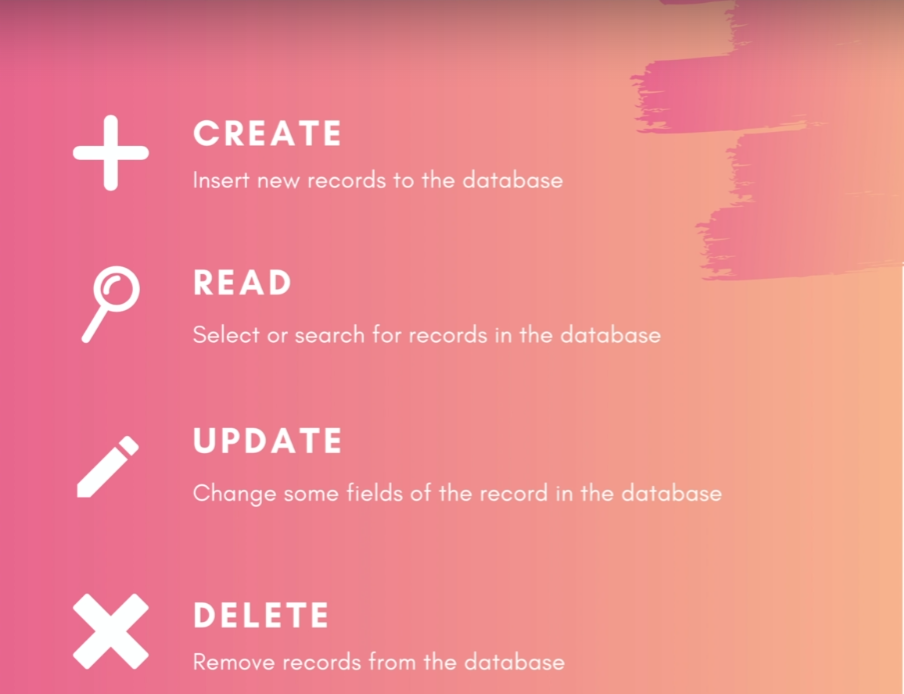 CREATE
Insert new records to the database
READ
Select or search for records in the database
UPDATE
Change some fields of the record in the database
DELETE
Remove records from the database